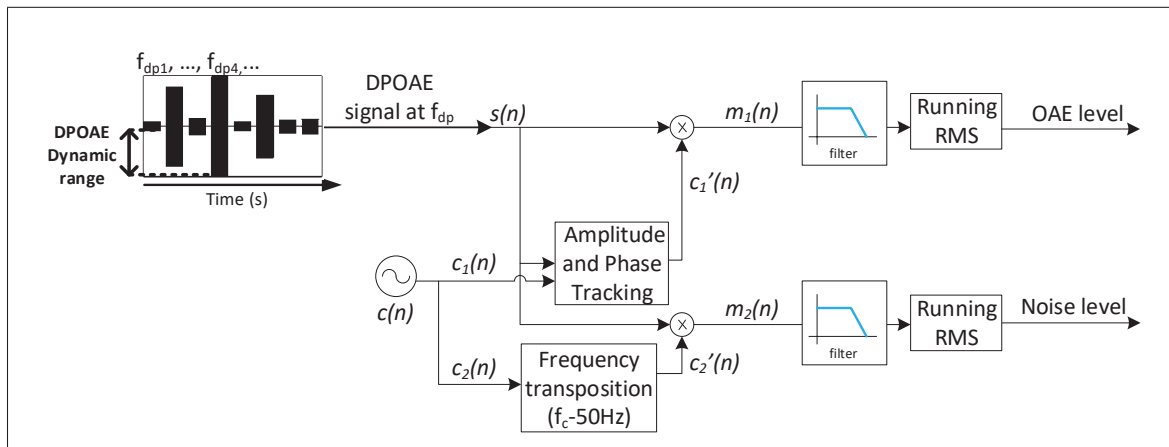 f_dp1, ..., f_dp4, ...
DPOAE
Dynamic
range
Time (s)
DPOAE
signal at f_dp
s(n)
m_1(n)
filter
Running
RMS
OAE level
c_1'(n)
Amplitude
and Phase
Tracking
c_1(n)
c(n)
c_2(n)
Frequency
transposition
(f_c-50Hz)
c_2'(n)
m_2(n)
filter
Running
RMS
Noise level